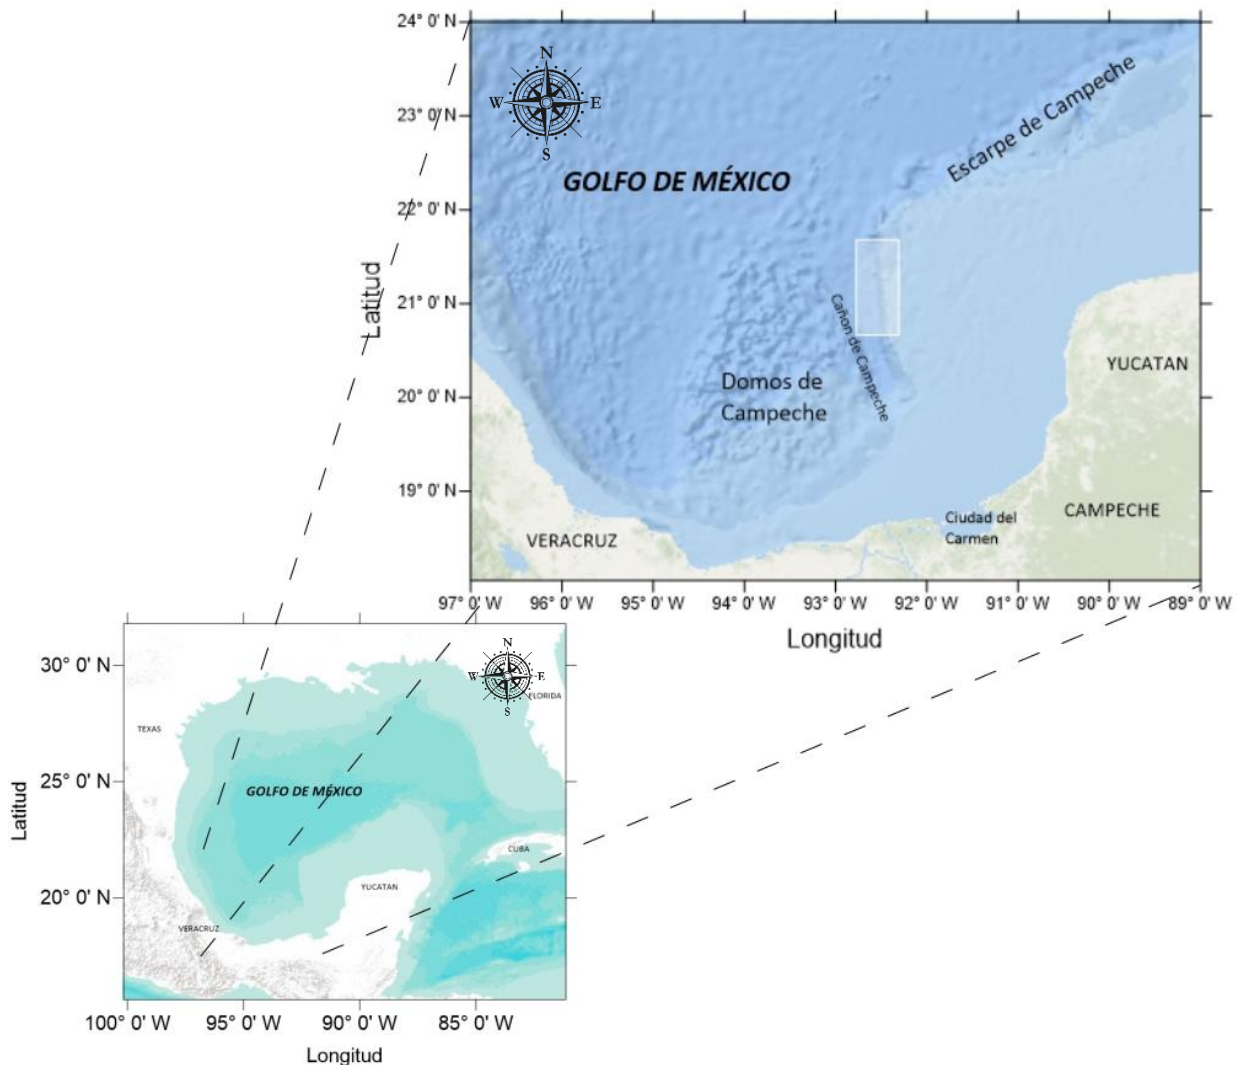 24° 0' N
N
W
E
S
23° 0' N
Escarpe de Campeche
GOLFO DE MÉXICO
22° 0' N
Latitud
21° 0' N
Cañon de Campeche
YUCATAN
Domos de
Campeche
20° 0' N
19° 0' N
VERACRUZ
Ciudad del
Carmen
CAMPECHE
97° 0' W
96° 0' W
95° 0' W
94° 0' W
93° 0' W
92° 0' W
91° 0' W
90° 0' W
89° 0' W
Longitud
30° 0' N
N
W
E
S
FLORIDA
TEXAS
25° 0' N
GOLFO DE MÉXICO
Latitud
CUBA
YUCATAN
20° 0' N
VERACRUZ
100° 0' W
95° 0' W
90° 0' W
85° 0' W
Longitud